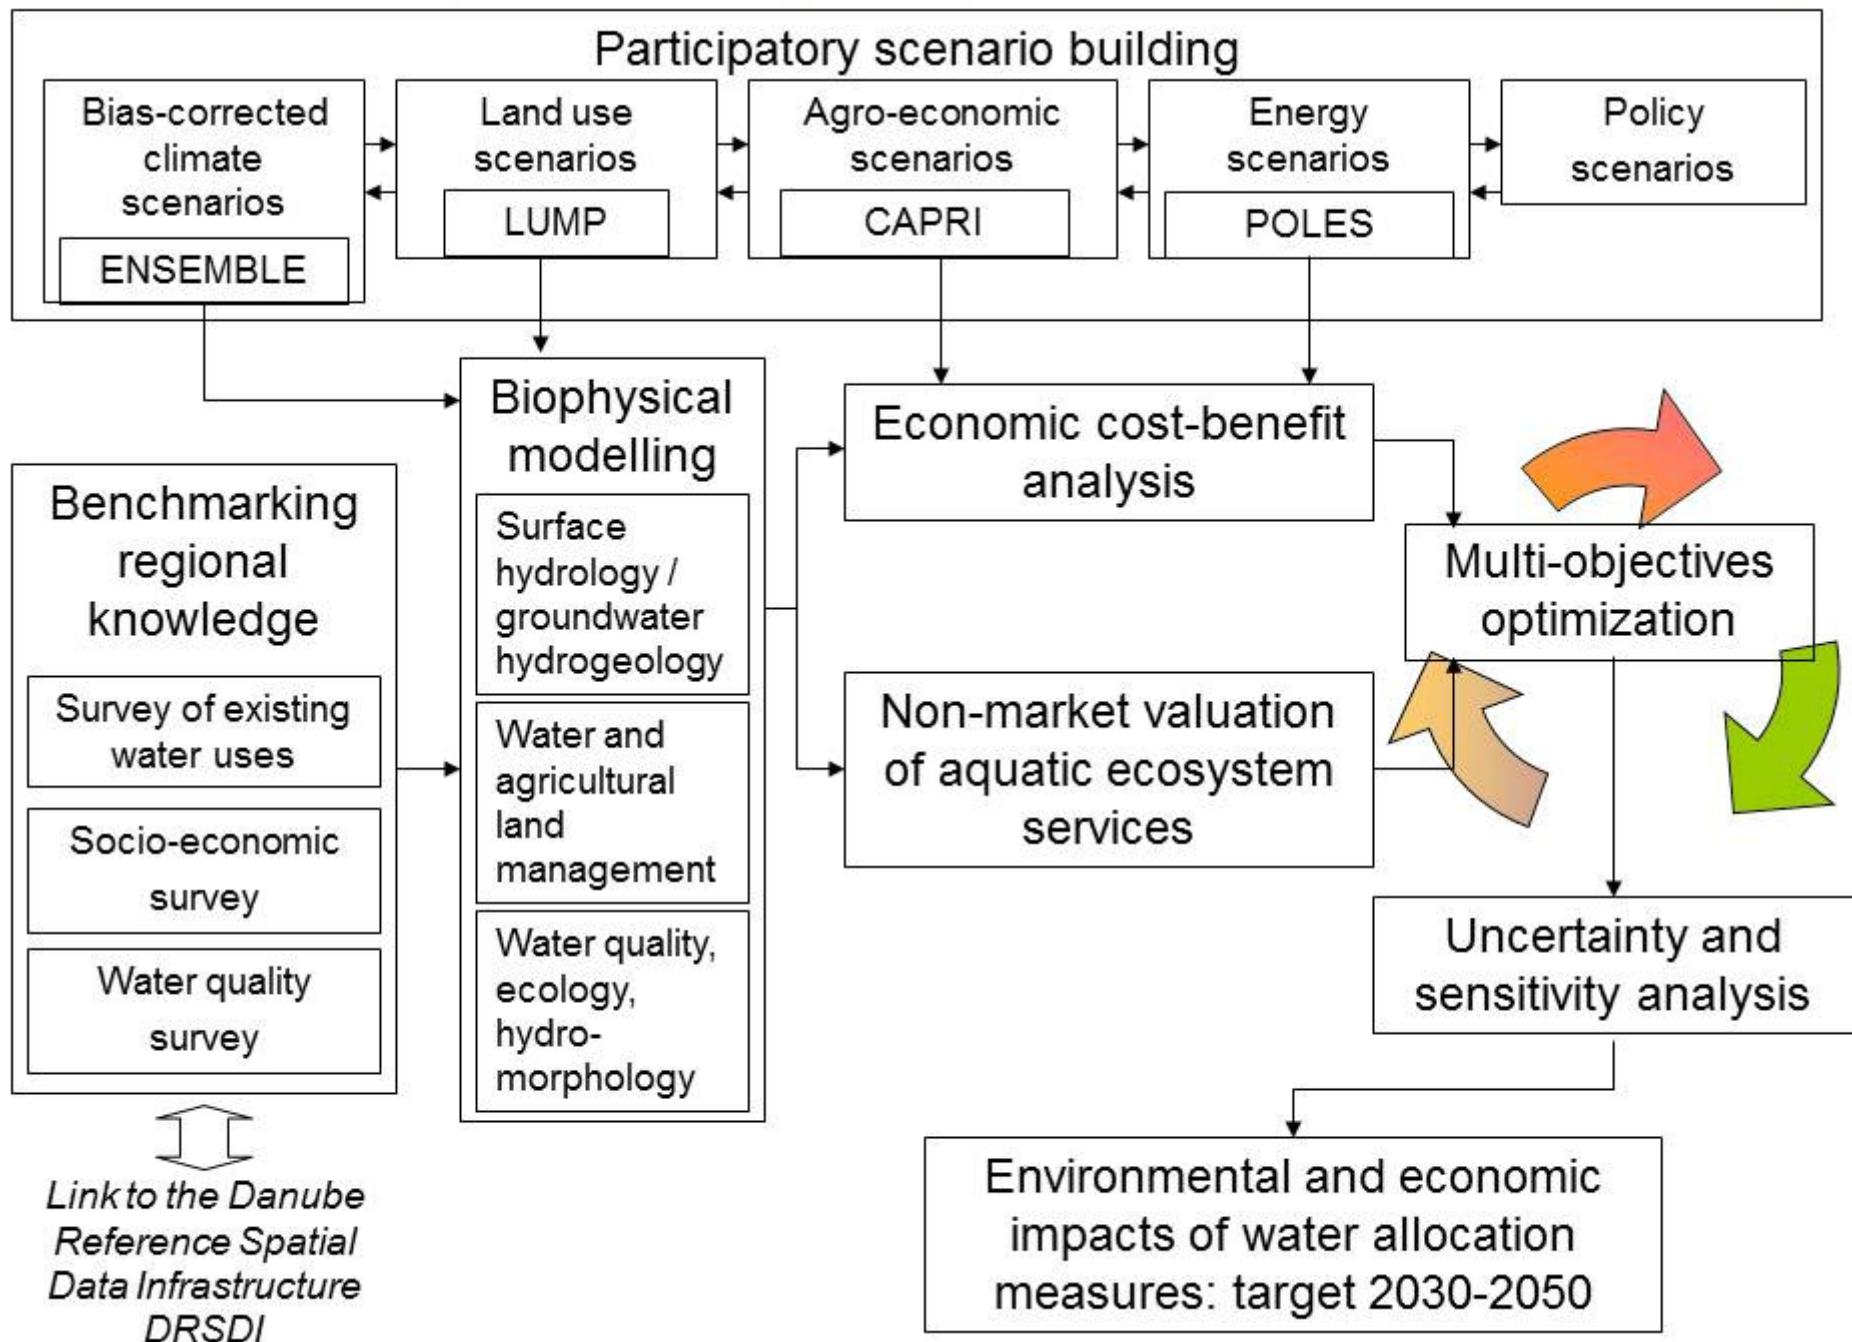 Participatory scenario building
Bias-corrected
climate
scenarios
ENSEMBLE
Land use
scenarios
LUMP
Agro-economic
scenarios
CAPRI
Energy
scenarios
POLES
Policy
scenarios
Benchmarking
regional
knowledge
Survey of existing
water uses
Socio-economic
survey
Water quality
survey
Link to the Danube
Reference Spatial
Data Infrastructure
DRSDI
Biophysical
modelling
Surface
hydrology /
groundwater
hydrogeology
Water and
agricultural
land
management
Water quality,
ecology,
hydro-
morphology
Economic cost-benefit
analysis
Non-market valuation
of aquatic ecosystem
services
Multi-objectives
optimization
Uncertainty and
sensitivity analysis
Environmental and economic
impacts of water allocation
measures: target 2030-2050